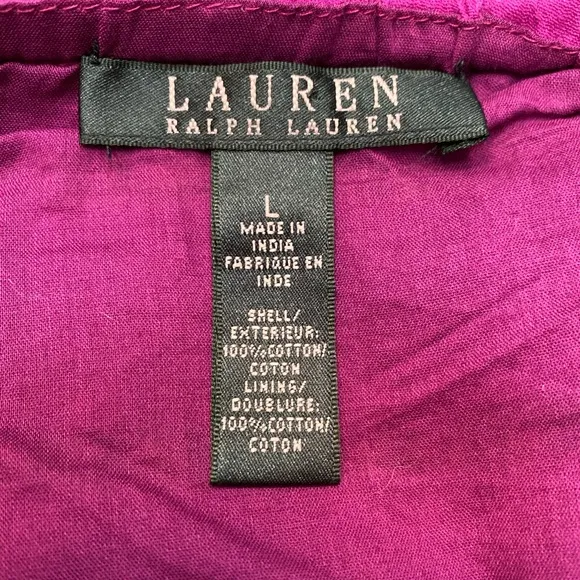 LAUREN
RALPH LAUREN
L
MADE IN
INDIA
FABRIQUE EN
INDE
SHELL/
EXTERIEUR:
100%COTTON/
COTON
LINING/
DOUBLURE:
100%COTTON/
COTON